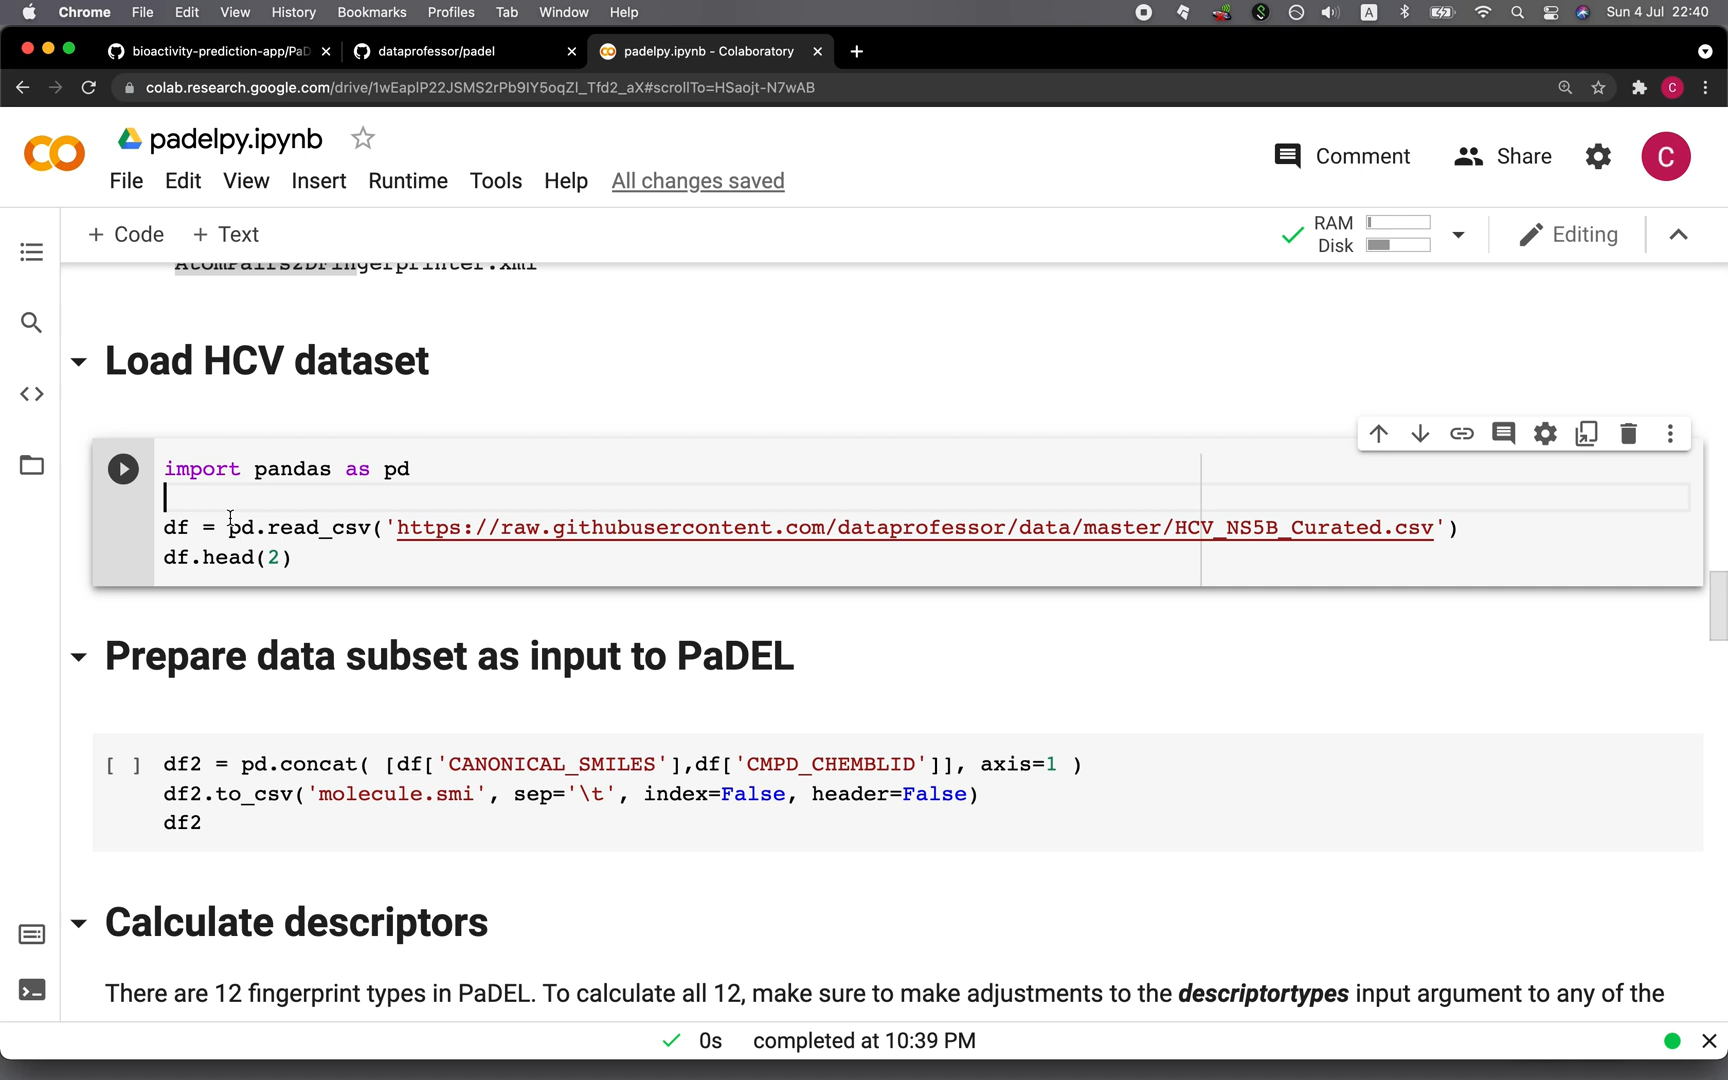 Chrome File Edit View History Bookmarks Profiles Tab Window Help A Sun 4 Jul 22:40
bioactivity-prediction-app/PaD dataprofessor/padel padelpy.ipynb - Colaboratory
colab.research.google.com/drive/1wEaplP22JSMS2rPb9IY5oqZl_Tfd2_aX#scrollTo=HSaojt-N7wAB C
padelpy.ipynb
Comment Share C
File Edit View Insert Runtime Tools Help All changes saved
+ Code + Text RAM Editing
Disk
AtomPairs2DFingerprinter.xml
Load HCV dataset
import pandas as pd
df = pd.read_csv('https://raw.githubusercontent.com/dataprofessor/data/master/HCV_NS5B_Curated.csv')
df.head(2)
Prepare data subset as input to PaDEL
[ ] df2 = pd.concat( [df['CANONICAL_SMILES'],df['CMPD_CHEMBLID']], axis=1 )
df2.to_csv('molecule.smi', sep='\t', index=False, header=False)
df2
Calculate descriptors
There are 12 fingerprint types in PaDEL. To calculate all 12, make sure to make adjustments to the descriptortypes input argument to any of the
0s completed at 10:39 PM